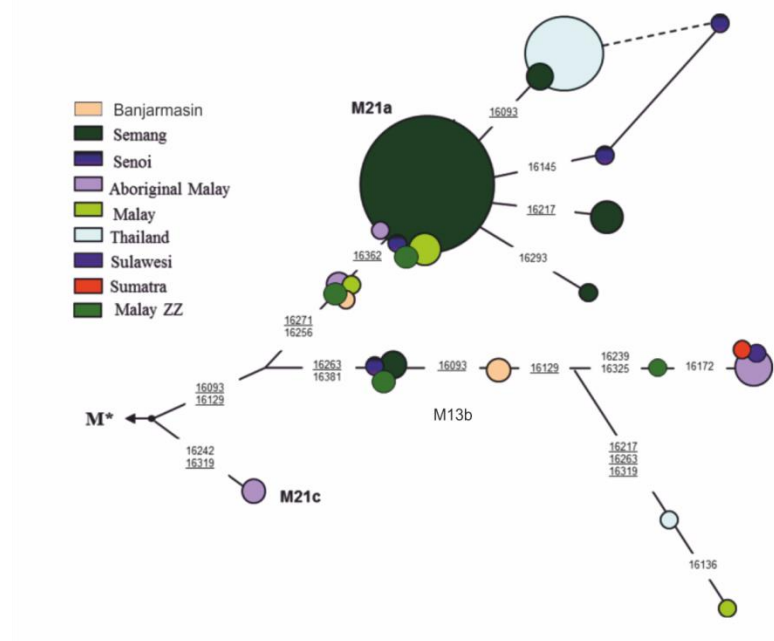 M21a
16093
Banjarmasin
Semang
Senoi
Aboriginal Malay
Malay
Thailand
Sulawesi
Sumatra
Malay ZZ
16145
16217
16293
16362
16271
16256
16263
16381
16093
16129
16239
16325
16172
M13b
16093
16129
M*
16242
16319
M21c
16217
16263
16319
16136